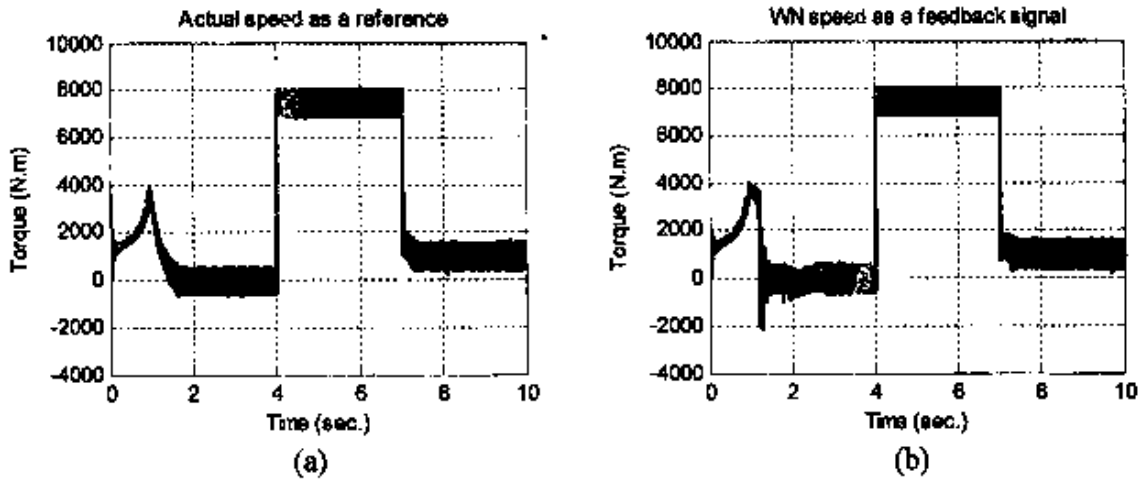 Actual speed as a reference
10000
8000
6000
4000
2000
0
-2000
-4000
Torque (N.m)
0 2 4 6 8 10
Time (sec.)
(a)
WN speed as a feedback signal
10000
8000
6000
4000
2000
0
-2000
-4000
Torque (N.m)
0 2 4 6 8 10
Time (sec.)
(b)